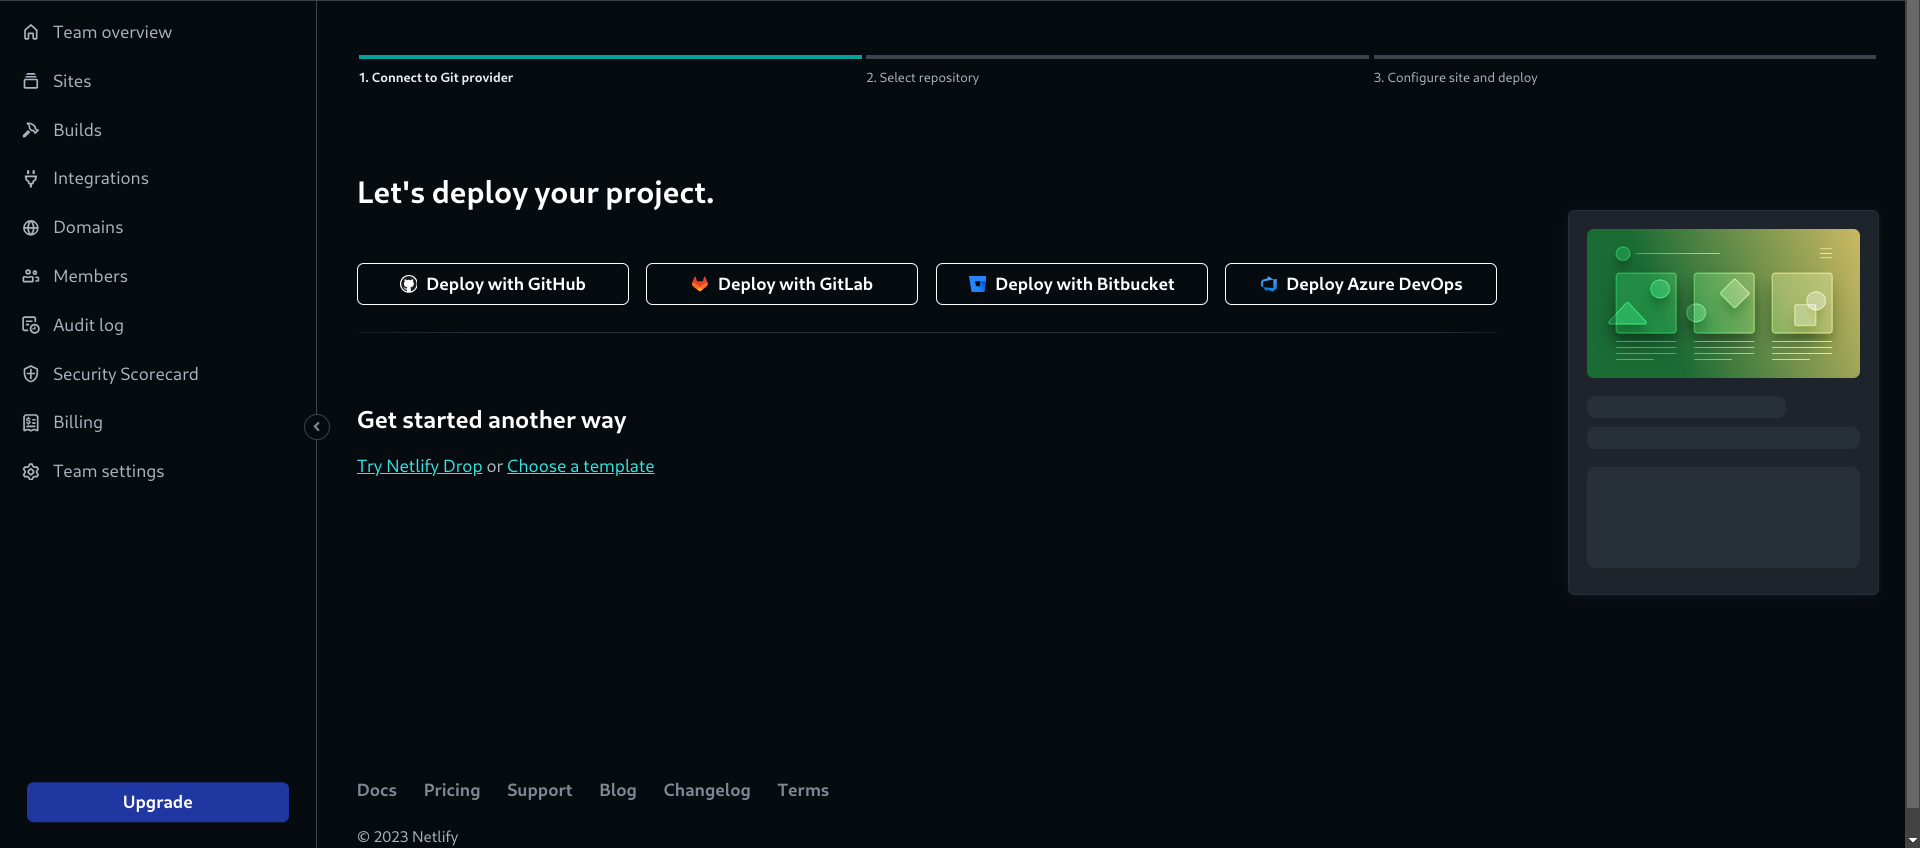 Team overview
Sites
Builds
Integrations
Domains
Members
Audit log
Security Scorecard
Billing
Team settings
Upgrade
1. Connect to Git provider
2. Select repository
3. Configure site and deploy
Let's deploy your project.
Deploy with GitHub
Deploy with GitLab
Deploy with Bitbucket
Deploy Azure DevOps
Get started another way
Try Netlify Drop or Choose a template
Docs Pricing Support Blog Changelog Terms
© 2023 Netlify